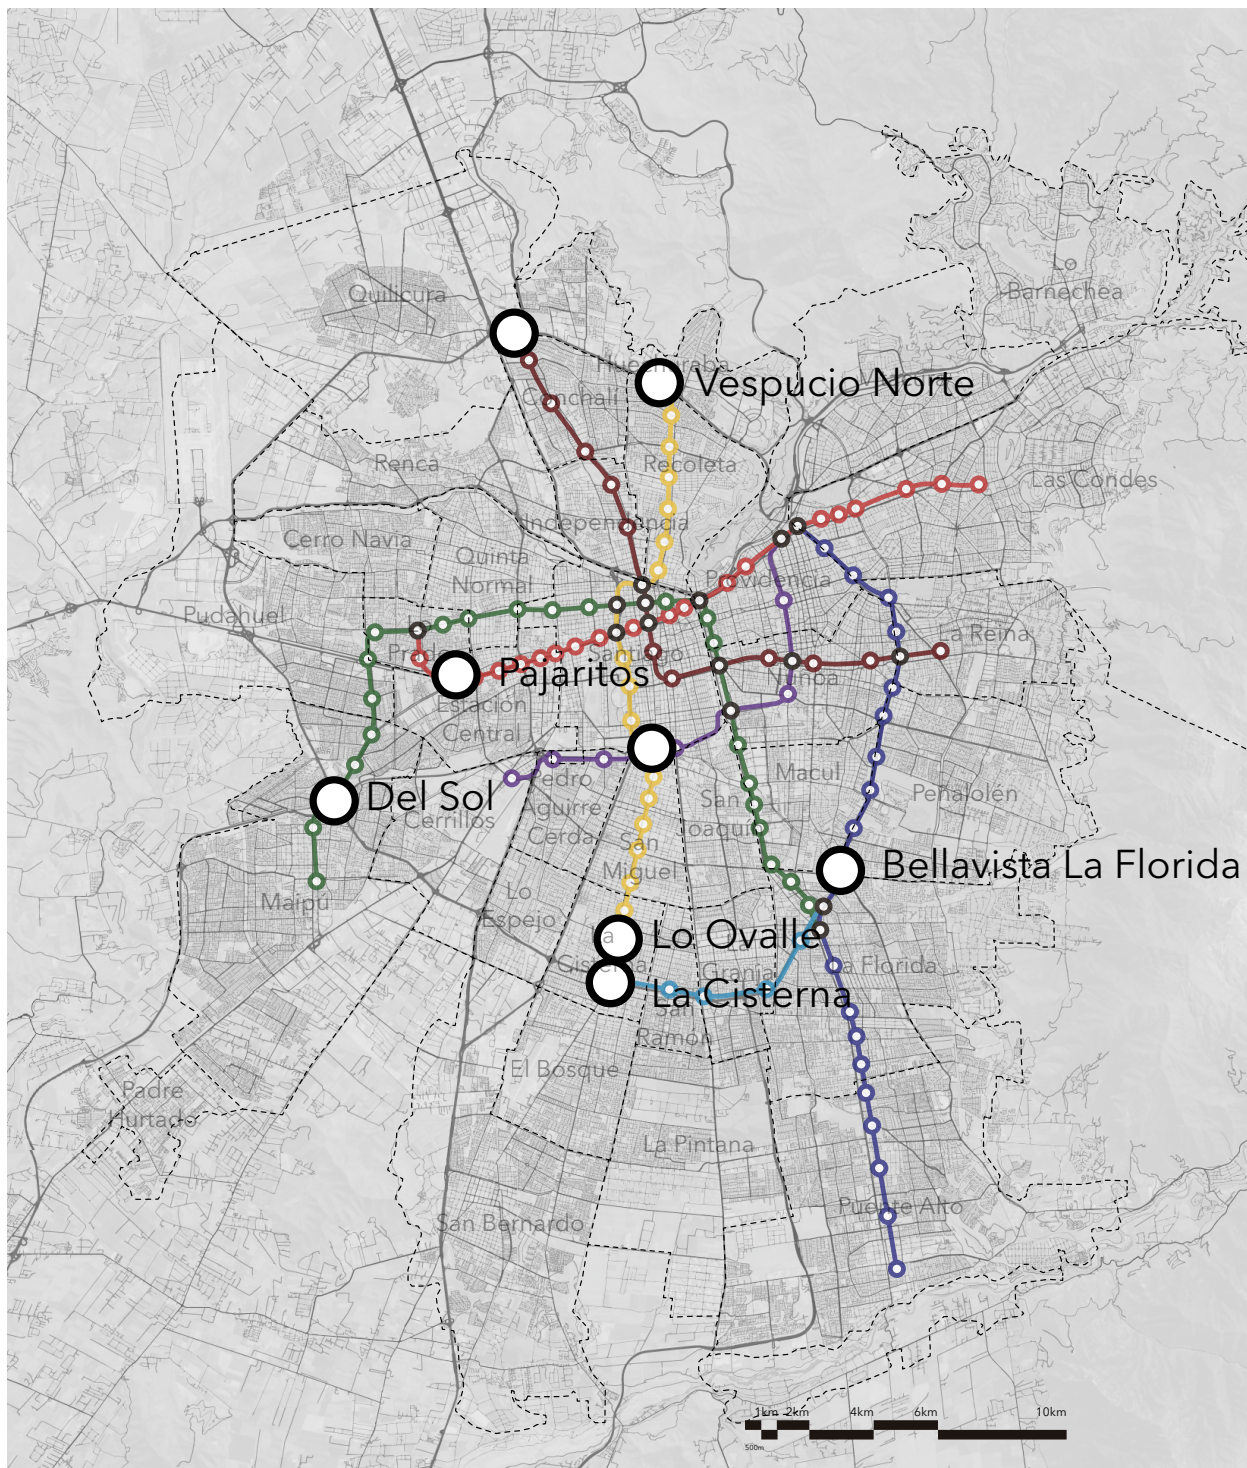 Lo
Barnechea
Quilicura
Vespucio Norte
Conchalí
Renca
Recoleta
Las Condes
Independencia
Cerro Navia
Quinta
Normal
Providencia
Pudahuel
La Reina
Santiago
Pajaritos
Ñuñoa
Estación
Central
Macul
Pedro
Aguirre
Cerda
Peñalolén
Del Sol
Cerrillos
San
Joaquín
San
Miguel
Bellavista La Florida
Lo
Espejo
Maipú
Lo Ovalle
La Cisterna
Granja
La Florida
San
Ramón
El Bosque
Padre
Hurtado
La Pintana
Puente Alto
San Bernardo
1km 2km 4km 6km 10km
500m